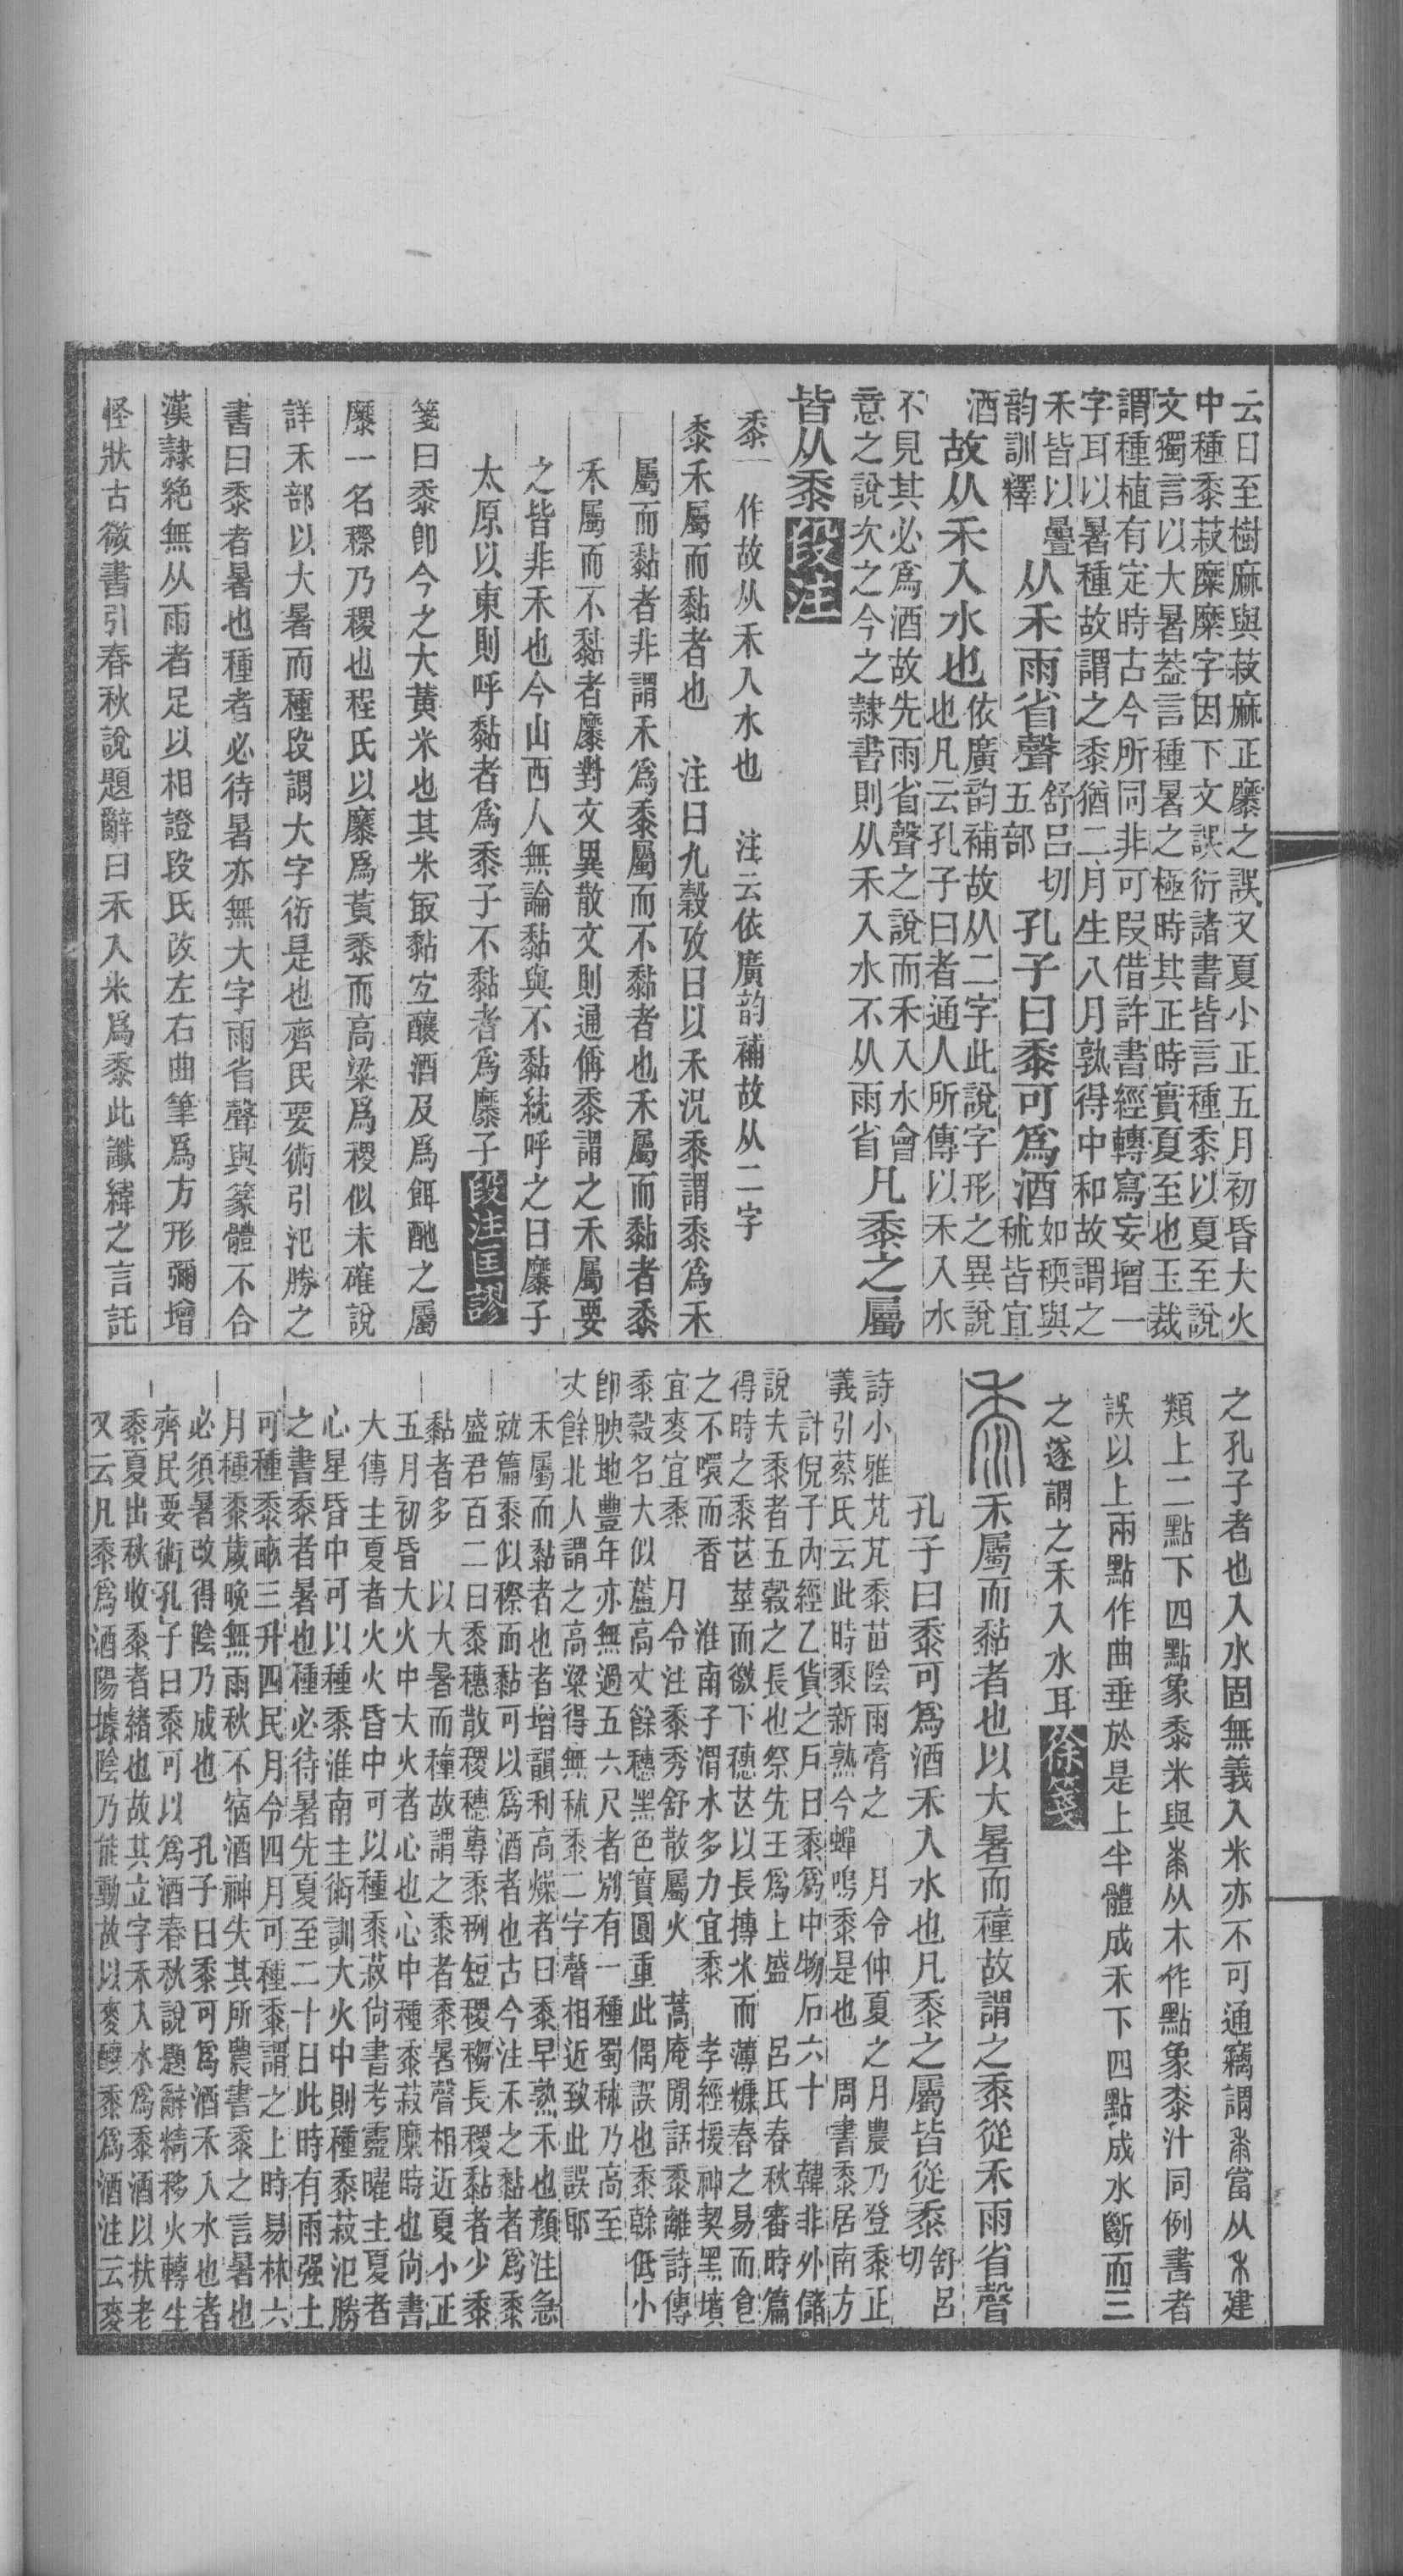 云日至樹麻與菽麻正穈之誤又夏小正五月初昏大火
中種黍菽糜糜字因下文誤衍諸書皆言種黍以夏至說
文獨言以大暑葢言種暑之極時其正時實夏至也玉裁
謂種植有定時古今所同非可叚借許書經轉寫妄增一
字耳以暑種故謂之黍猶二月生八月孰得中和故謂之
禾皆以疊
韵訓釋
从禾雨省聲
舒呂切
五部
孔子曰黍可爲酒
如稬與
秫皆宜
酒
故从禾入水也
依廣韵補故从二字此說字形之異說
也凡云孔子曰者通人所傳以禾入水
不見其必爲酒故先雨省聲之說而禾入水會
意之說次之今之隸書則从禾入水不从雨省
凡黍之屬
皆从黍段注
黍一作故从禾入水也　注云依廣韵補故从二字
黍禾屬而黏者也　注曰九穀攷曰以禾況黍謂黍爲禾
屬而黏者非謂禾爲黍屬而不黏者也禾屬而黏者黍
禾屬而不黏者穈對文異散文則通偁黍謂之禾屬要
之皆非禾也今山西人無論黏與不黏統呼之曰穈子
太原以東則呼黏者爲黍子不黏者爲穈子段注匡謬
箋曰黍卽今之大黃米也其米㝡黏宐釀酒及爲餌酏之屬
穈一名穄乃稷也程氏以穈爲黃黍而高粱爲稷似未確說
詳禾部以大暑而種段謂大字衍是也齊民要術引氾勝之
書曰黍者暑也種者必待暑亦無大字雨省聲與篆體不合
漢隸絶無从雨者足以相證段氏改左右曲筆爲方形彌增
怪狀古微書引春秋說題辭曰禾入米爲黍此讖緯之言託
之孔子者也入水固無義入米亦不可通竊謂當从建
類上二點下四點象黍米與桼从木作點象桼汁同例書者
誤以上兩點作曲垂於是上半體成禾下四點成水斷而三
之遂謂之禾入水耳徐箋
禾屬而黏者也以大暑而穜故謂之黍從禾雨省聲
孔子曰黍可爲酒禾入水也凡黍之屬皆從黍
舒呂
切
詩小雅芃芃黍苗陰雨膏之　月令仲夏之月農乃登黍正
義引蔡氏云此時黍新熟今蟬鳴黍是也　周書黍居南方
計倪子內經乙貨之戶曰黍爲中物石六十　韓非外儲
說夫黍者五穀之長也祭先王爲上盛　呂氏春秋審時篇
得時之黍芒莖而徼下穗芒以長摶米而薄糠舂之易而食
之不噮而香　淮南子渭水多力宜黍　孝經援神契黑墳
宜麥宜黍　月令注黍秀舒散屬火　蒿庵閒話黍離詩傳
黍穀名大似蘆高丈餘穗黑色實圓重此偶誤也黍榦低小
卽腴地豐年亦無過五六尺者別有一種蜀秫乃高至
丈餘北人謂之高粱得無秫黍二字聲相近致此誤耶
禾屬而黏者也者增韻利高燥者曰黍早熟禾也顏注急
就篇黍似穄而黏可以爲酒者也古今注禾之黏者爲黍
盛君百二曰黍穗散稷穗蓴黍䅀短稷穊長稷黏者少黍
黏者多　以大暑而穜故謂之黍者黍暑聲相近夏小正
五月初昏大火中大火者心也心中種黍菽糜時也尙書
大傳主夏者火火昏中可以種黍菽尙書考靈曜主夏者
心星昏中可以種黍淮南主術訓大火中則種黍菽氾勝
之書黍者暑也種必待暑先夏至二十日此時有雨强土
可種黍畝三升四民月令四月可種黍謂之上時易林六
月種黍歲晚無雨秋不宿酒神失其所農書黍之言暑也
必須暑改得陰乃成也　孔子曰黍可爲酒禾入水也者
齊民要術孔子曰黍可以爲酒春秋說題辭精移火轉生
黍夏出秋收黍者緒也故其立字禾入水爲黍酒以扶老
又云凡黍爲酒陽據陰乃能動故以麥釀黍爲酒注云麥